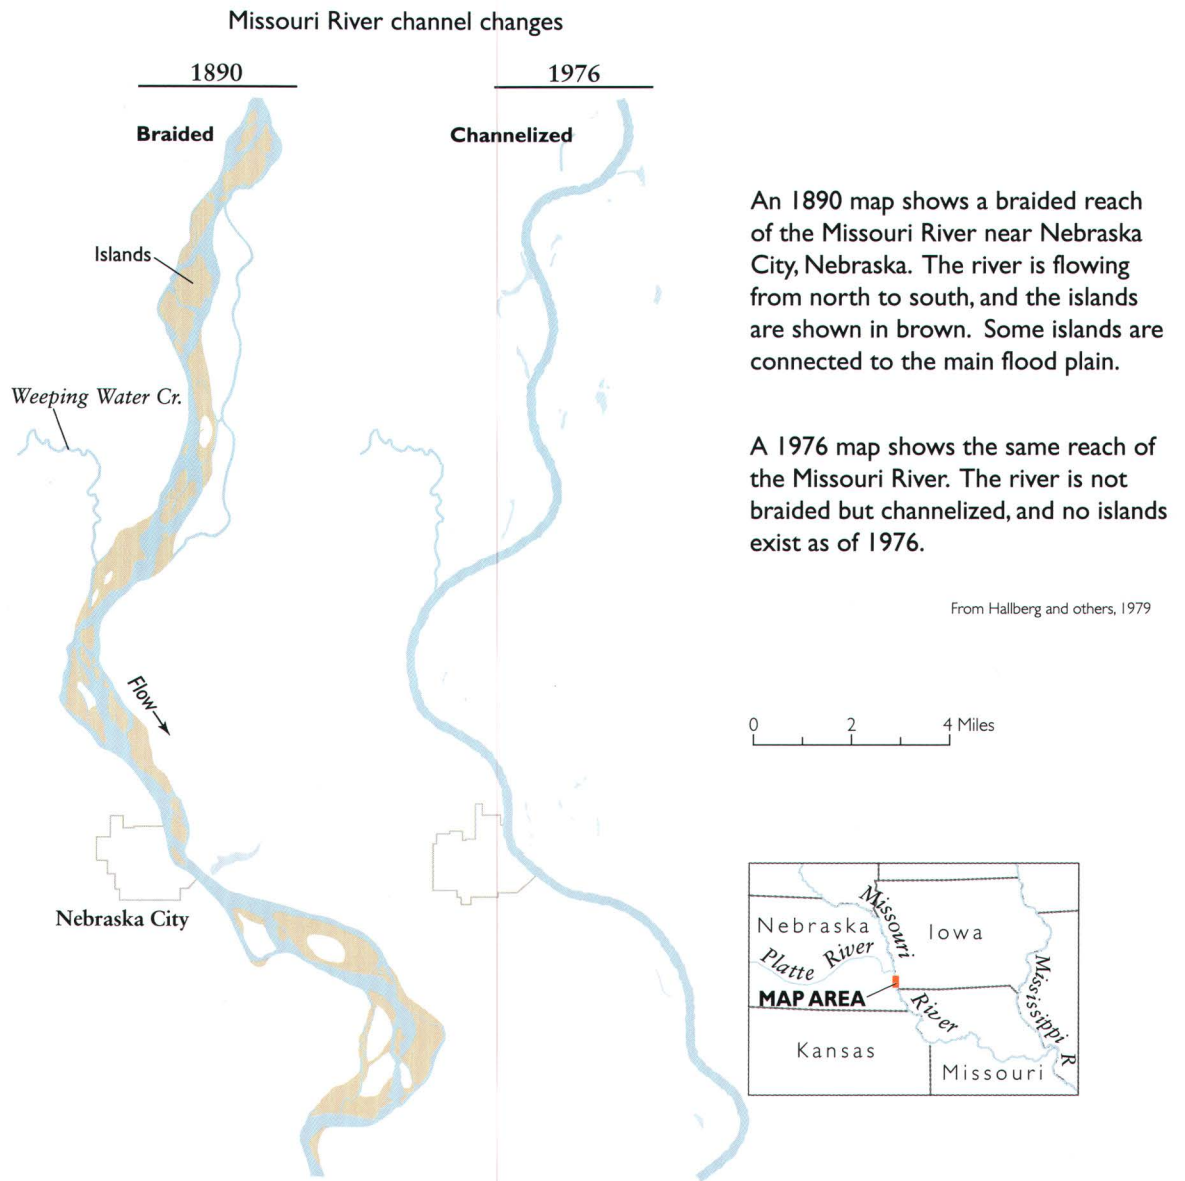 Missouri River channel changes
1890
1976
Braided
Channelized
Islands
Weeping Water Cr.
Flow
Nebraska City
An 1890 map shows a braided reach
of the Missouri River near Nebraska
City, Nebraska. The river is flowing
from north to south, and the islands
are shown in brown. Some islands are
connected to the main flood plain.
A 1976 map shows the same reach of
the Missouri River. The river is not
braided but channelized, and no islands
exist as of 1976.
From Hallberg and others, 1979
0 2 4 Miles
Missouri
Nebraska
Iowa
Platte River
MAP AREA
River
Mississippi R
Kansas
Missouri